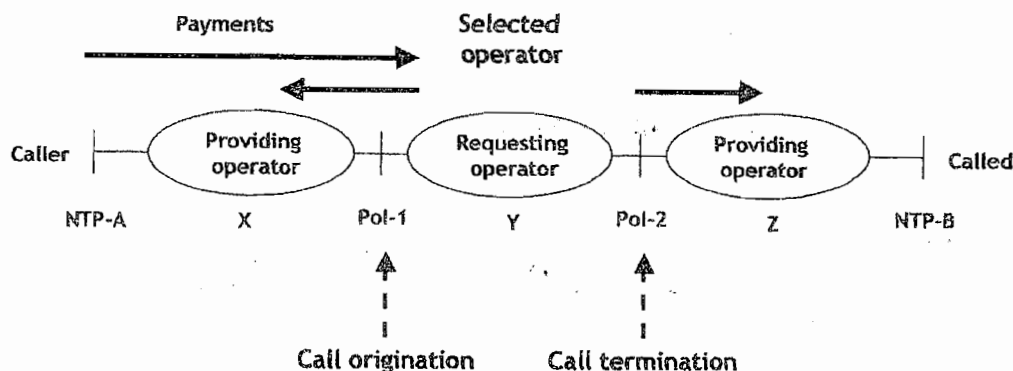 Payments
Selected
operator
Caller
Providing
operator
Requesting
operator
Providing
operator
Called
NTP-A
X
PoI-1
Y
PoI-2
Z
NTP-B
Call origination
Call termination